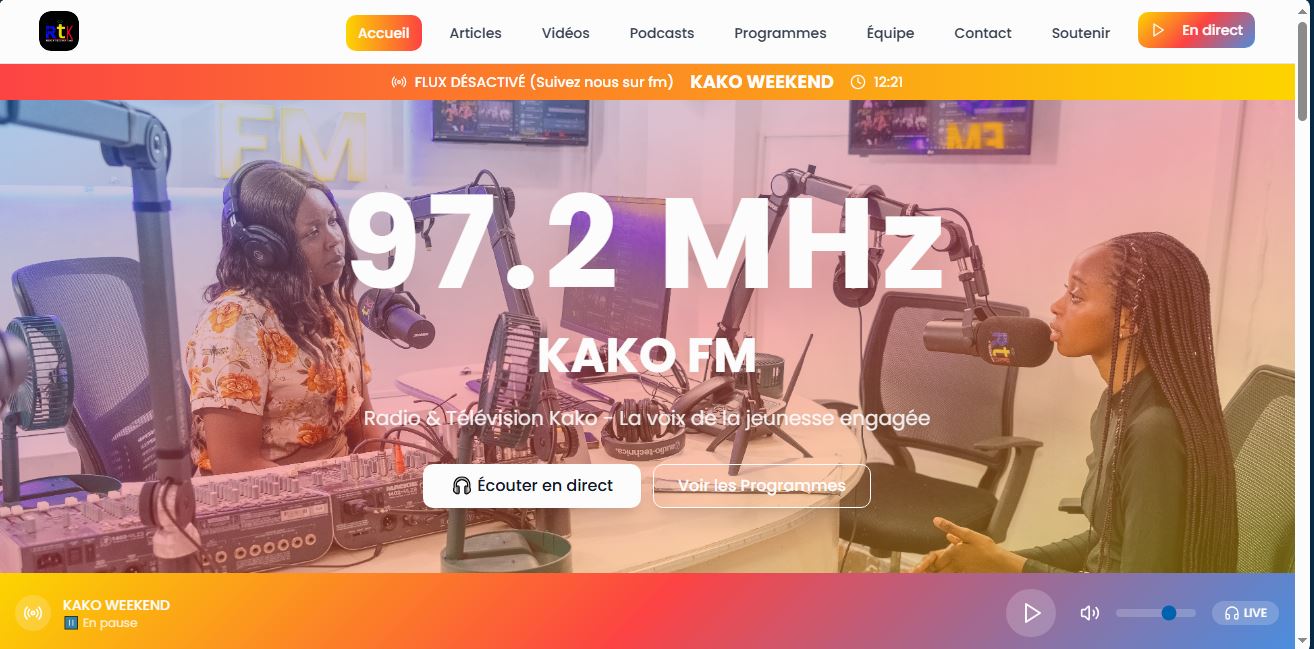 Rtk
Accueil Articles Vidéos Podcasts Programmes Équipe Contact Soutenir En direct
FLUX DÉSACTIVÉ (Suivez nous sur fm) KAKO WEEKEND 12:21
FM
FM
97.2 MHz
KAKO FM
Radio & Télévision Kako - La voix de la jeunesse engagée
audio-technica
Écouter en direct Voir les Programmes
KAKO WEEKEND
En pause
LIVE